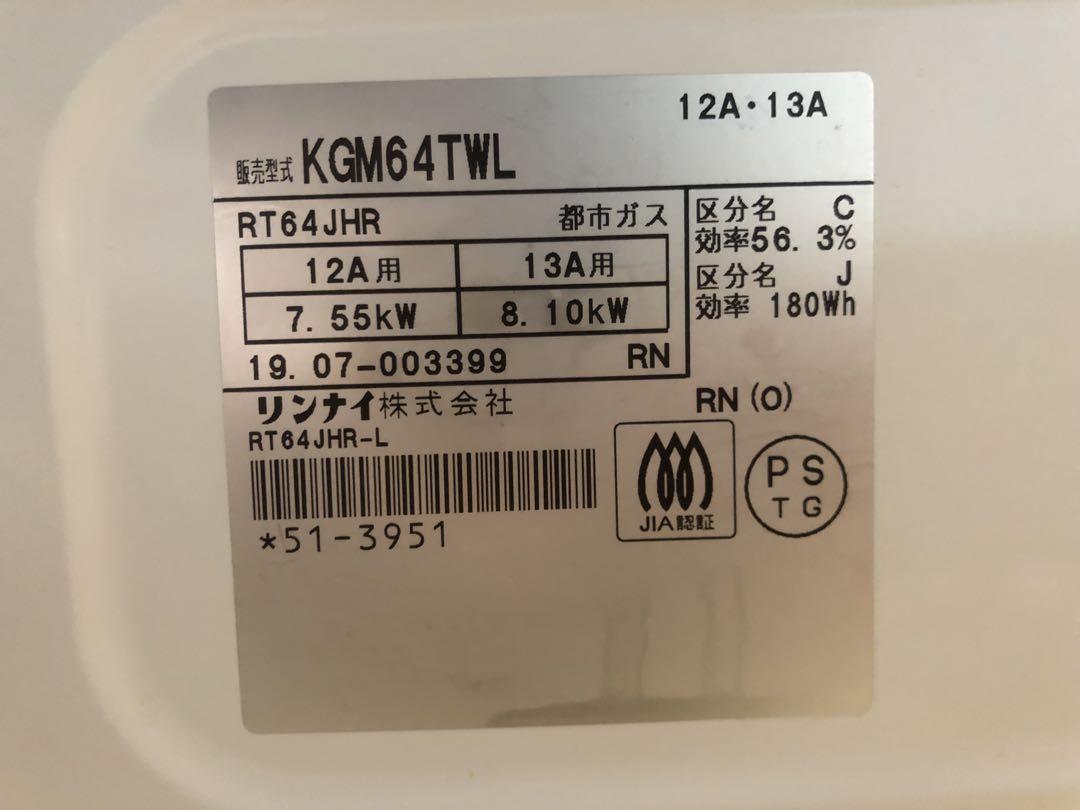 12A・13A
販売型式 KGM64TWL
RT64JHR 都市ガス
12A用 13A用
7.55kW 8.10kW
19.07-003399 RN
区分名 C
効率56.3%
区分名 J
効率 180Wh
リンナイ株式会社
RN(O)
RT64JHR-L
*51-3951
JIA認証
PS
TG